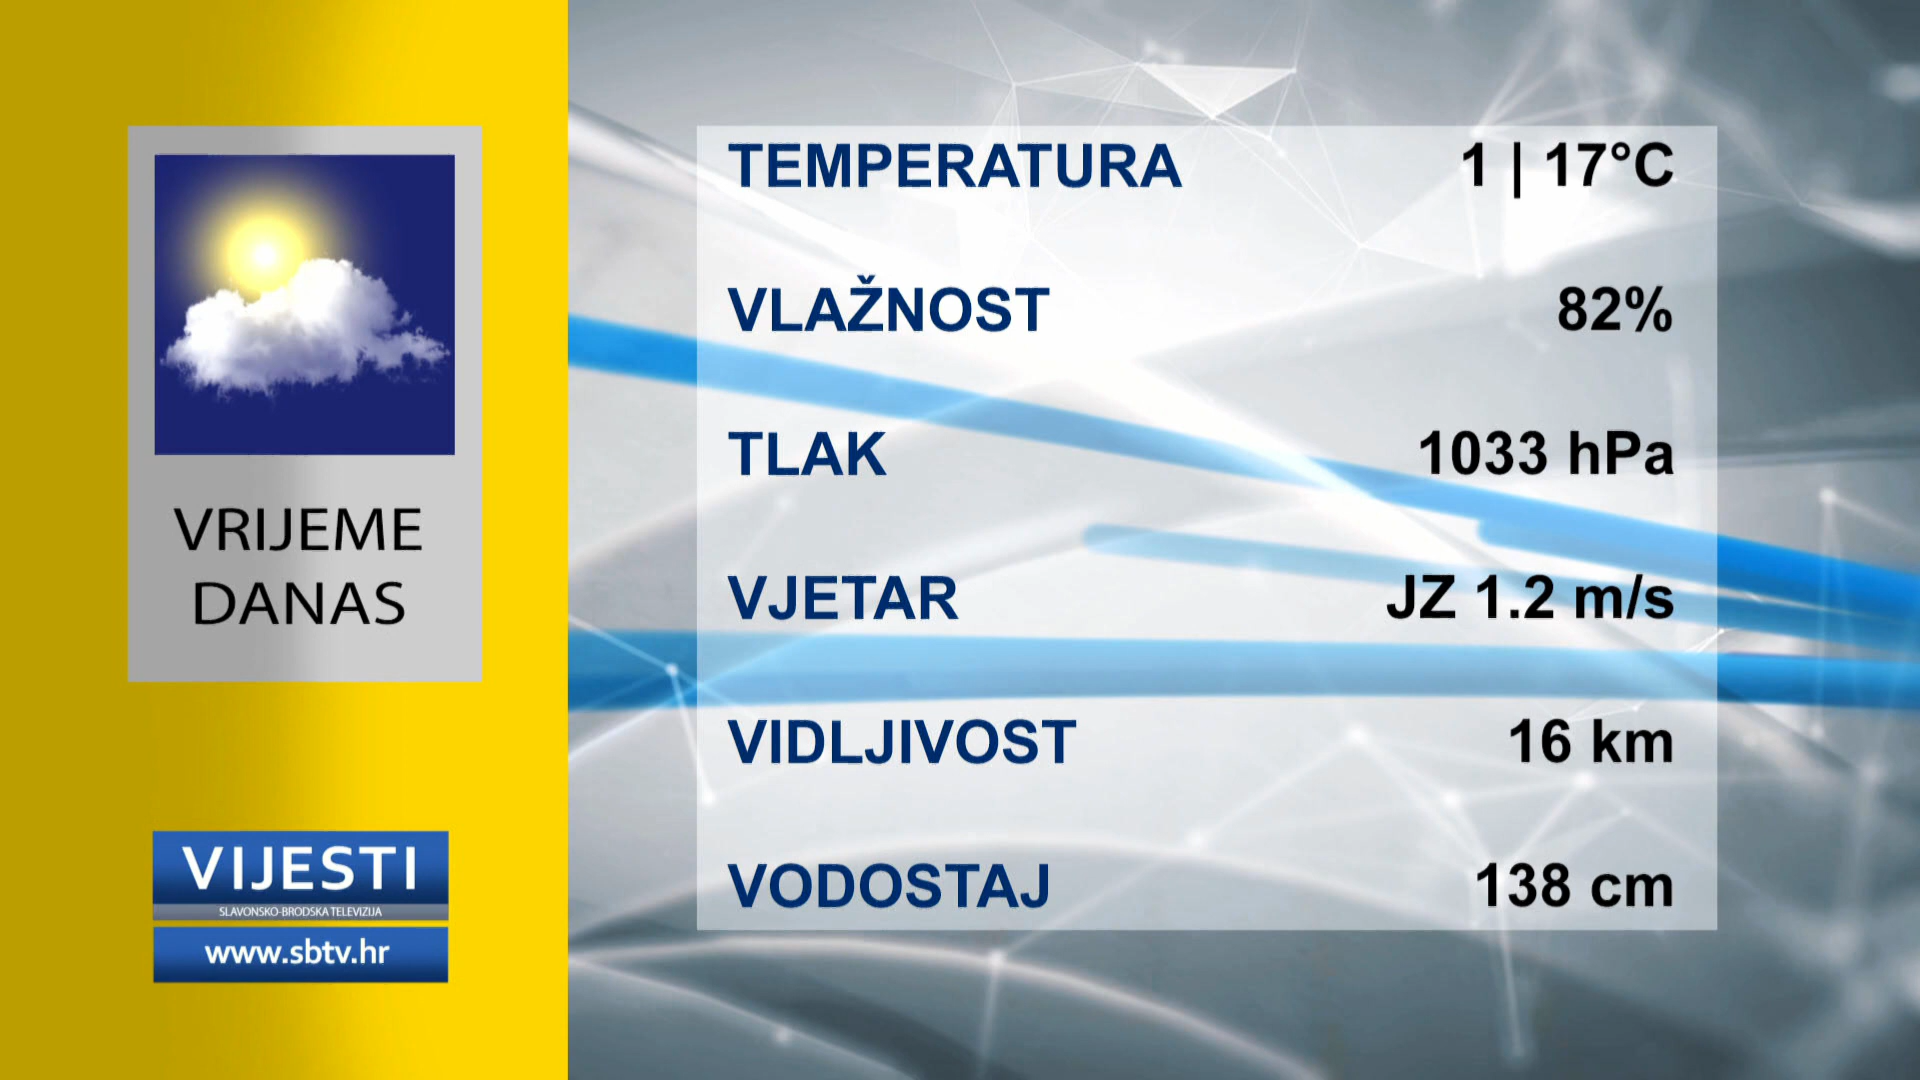 VRIJEME
DANAS
VIJESTI
SLAVONSKO-BRODSKA TELEVIZIJA
www.sbtv.hr
TEMPERATURA 1 | 17°C
VLAŽNOST 82%
TLAK 1033 hPa
VJETAR JZ 1.2 m/s
VIDLJIVOST 16 km
VODOSTAJ 138 cm